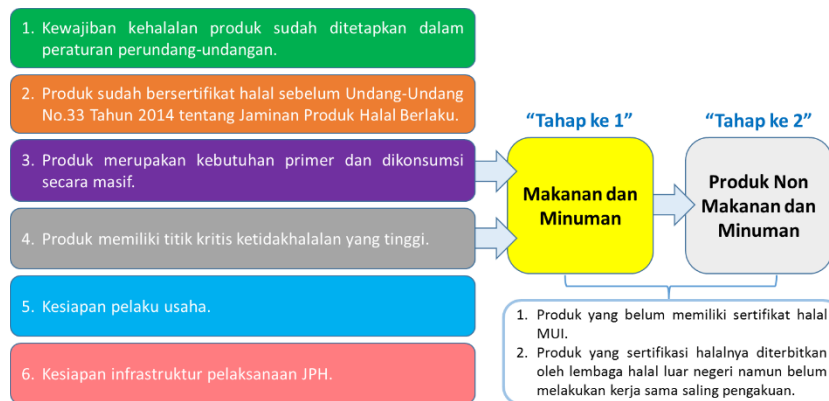 1. Kewajiban kehalalan produk sudah ditetapkan dalam
peraturan perundang-undangan.
2. Produk sudah bersertifikat halal sebelum Undang-Undang
No.33 Tahun 2014 tentang Jaminan Produk Halal Berlaku.
3. Produk merupakan kebutuhan primer dan dikonsumsi
secara masif.
4. Produk memiliki titik kritis ketidakhalalan yang tinggi.
5. Kesiapan pelaku usaha.
6. Kesiapan infrastruktur pelaksanaan JPH.
“Tahap ke 1”
Makanan dan
Minuman
“Tahap ke 2”
Produk Non
Makanan dan
Minuman
1. Produk yang belum memiliki sertifikat halal
MUI.
2. Produk yang sertifikasi halalnya diterbitkan
oleh lembaga halal luar negeri namun belum
melakukan kerja sama saling pengakuan.